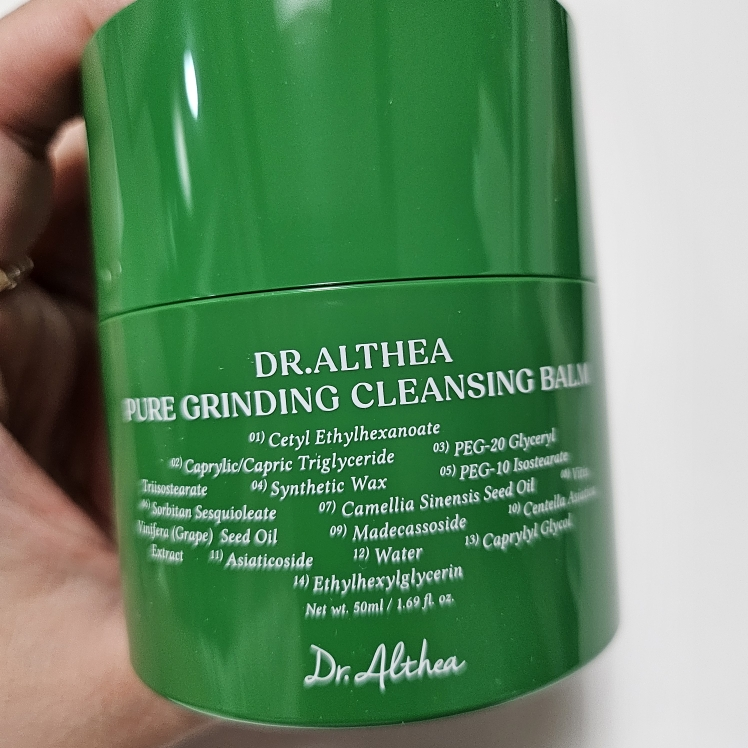 DR.ALTHEA
PURE GRINDING CLEANSING BALM
01) Cetyl Ethylhexanoate
02) Caprylic/Capric Triglyceride 03) PEG-20 Glyceryl
Triisostearate 04) Synthetic Wax 05) PEG-10 Isostearate
06) Sorbitan Sesquioleate 07) Camellia Sinensis Seed Oil 08) Vitis
Vinifera (Grape) Seed Oil 09) Madecassoside 10) Centella Asiatica
Extract 11) Asiaticoside 12) Water 13) Caprylyl Glycol
14) Ethylhexylglycerin
Net wt. 50ml / 1.69 fl. oz.
Dr. Althea